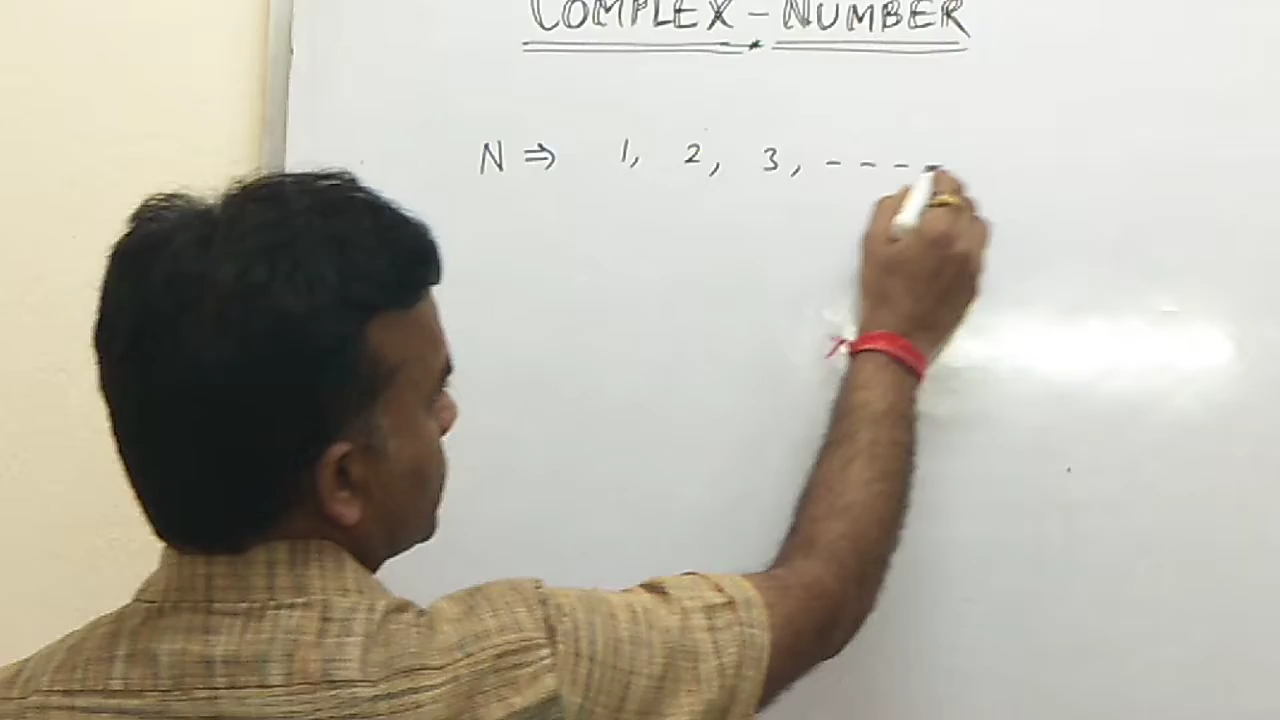 COMPLEX - NUMBER
N ⇒ 1, 2, 3, - - - -